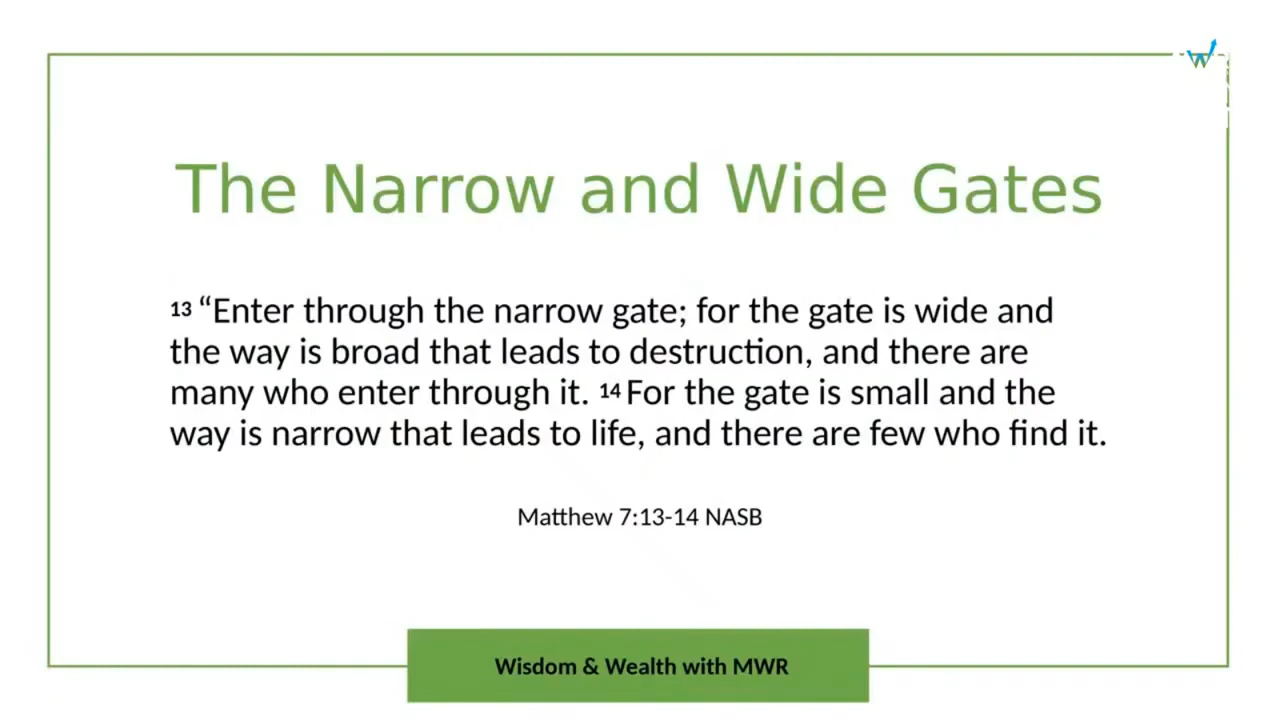 The Narrow and Wide Gates
13 “Enter through the narrow gate; for the gate is wide and
the way is broad that leads to destruction, and there are
many who enter through it. 14 For the gate is small and the
way is narrow that leads to life, and there are few who find it.
Matthew 7:13-14 NASB
Wisdom & Wealth with MWR